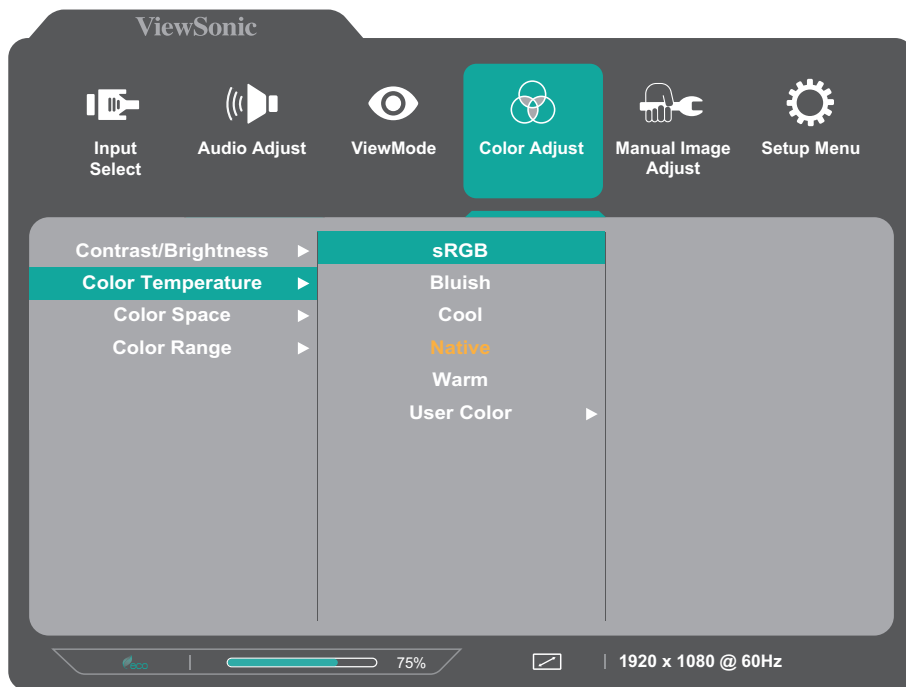 ViewSonic
Input
Select
Audio Adjust
ViewMode
Color Adjust
Manual Image
Adjust
Setup Menu
Contrast/Brightness
Color Temperature
Color Space
Color Range
sRGB
Bluish
Cool
Native
Warm
User Color
eco
75%
1920 x 1080 @ 60Hz